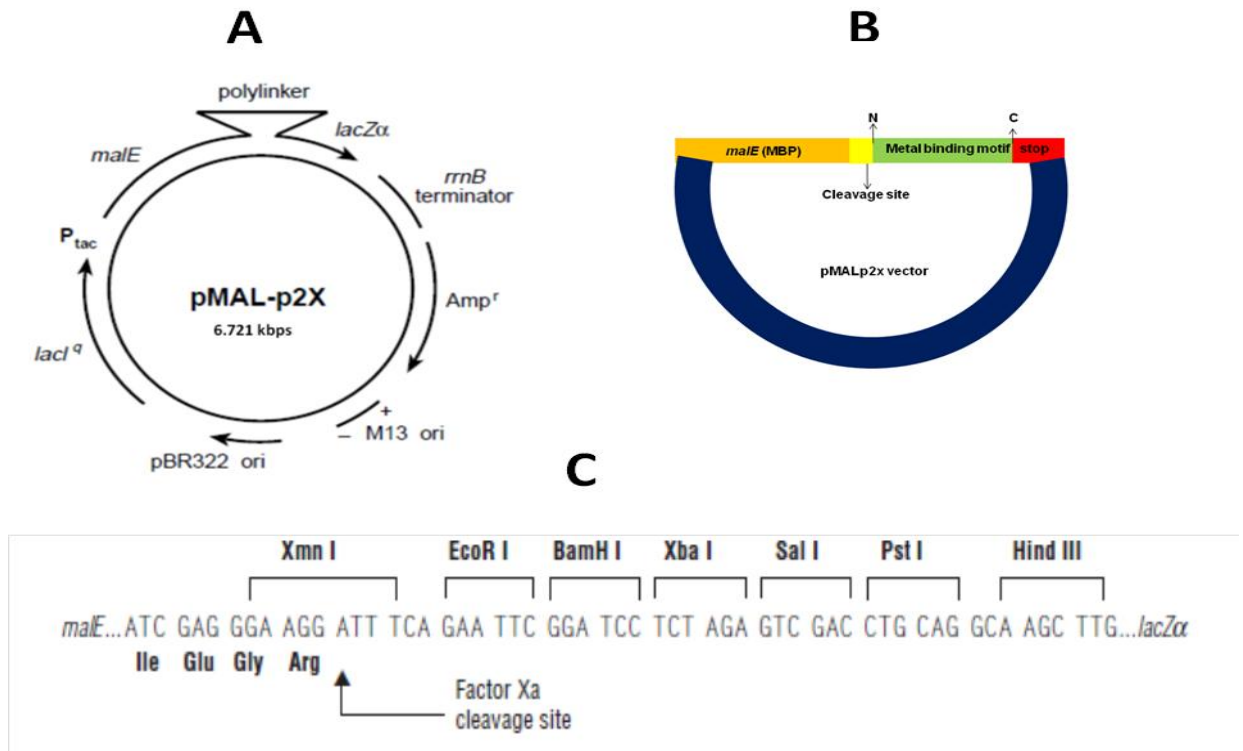 A
polylinker
malE
lacZα
rrnB
terminator
Ptac
pMAL-p2X
6.721 kbps
Ampr
lacIq
+
– M13 ori
pBR322 ori
B
N
C
malE (MBP)
Metal binding motif
stop
Cleavage site
pMALp2x vector
C
Xmn I EcoR I BamH I Xba I Sal I Pst I Hind III
malE...ATC GAG GGA AGG ATT TCA GAA TTC GGA TCC TCT AGA GTC GAC CTG CAG GCA AGC TTG...lacZα
Ile Glu Gly Arg
Factor Xa
cleavage site